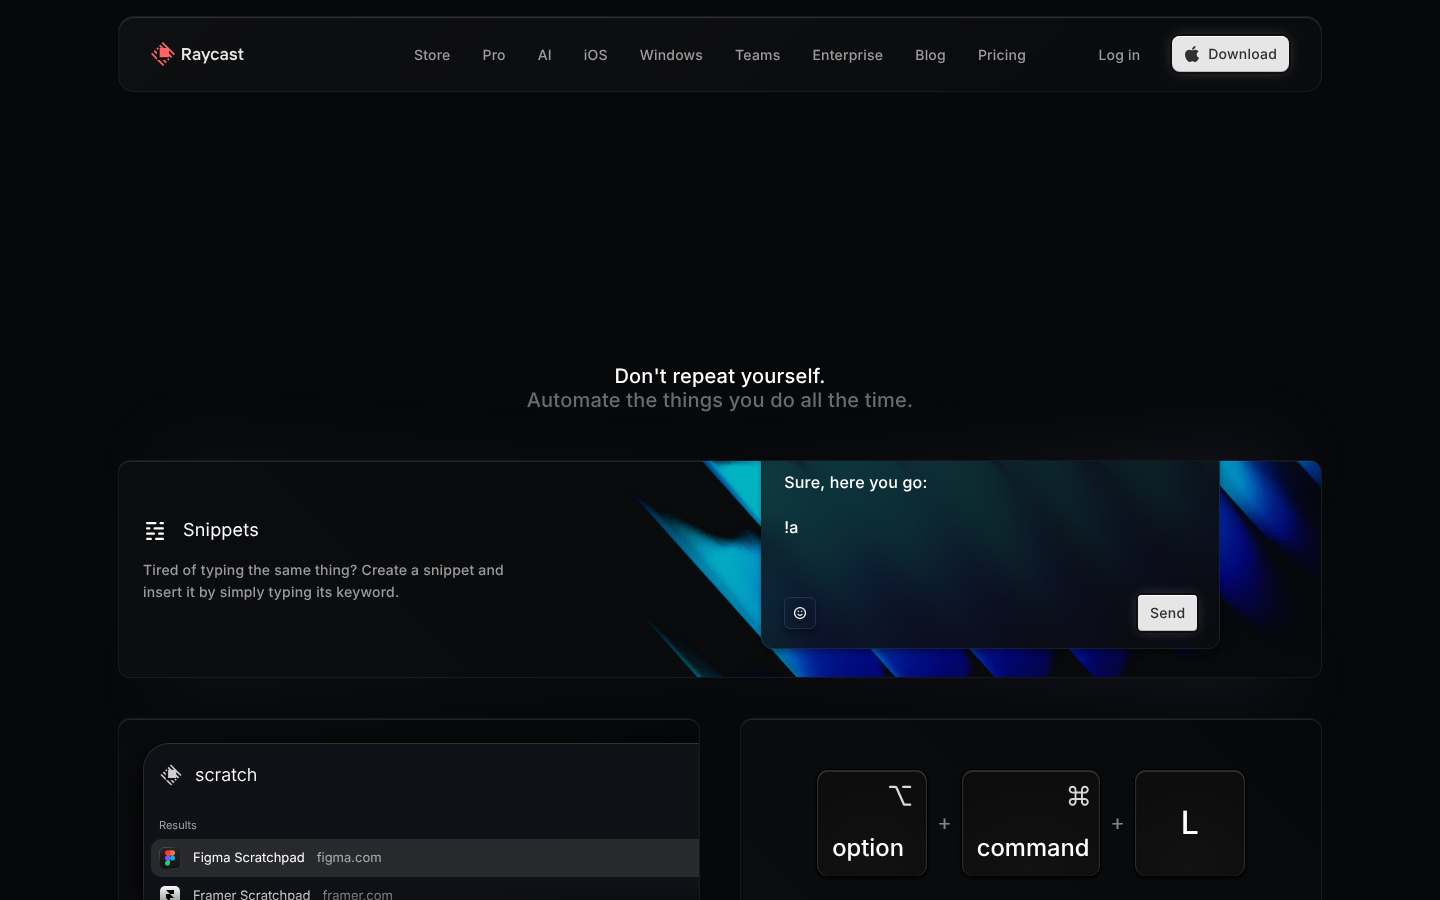 Raycast
Store
Pro
AI
iOS
Windows
Teams
Enterprise
Blog
Pricing
Log in
Download
Don't repeat yourself.
Automate the things you do all the time.
Snippets
Tired of typing the same thing? Create a snippet and
insert it by simply typing its keyword.
Sure, here you go:
!a
Send
scratch
Results
Figma Scratchpad figma.com
Framer Scratchpad framer.com
⌥
option
+
⌘
command
+
L